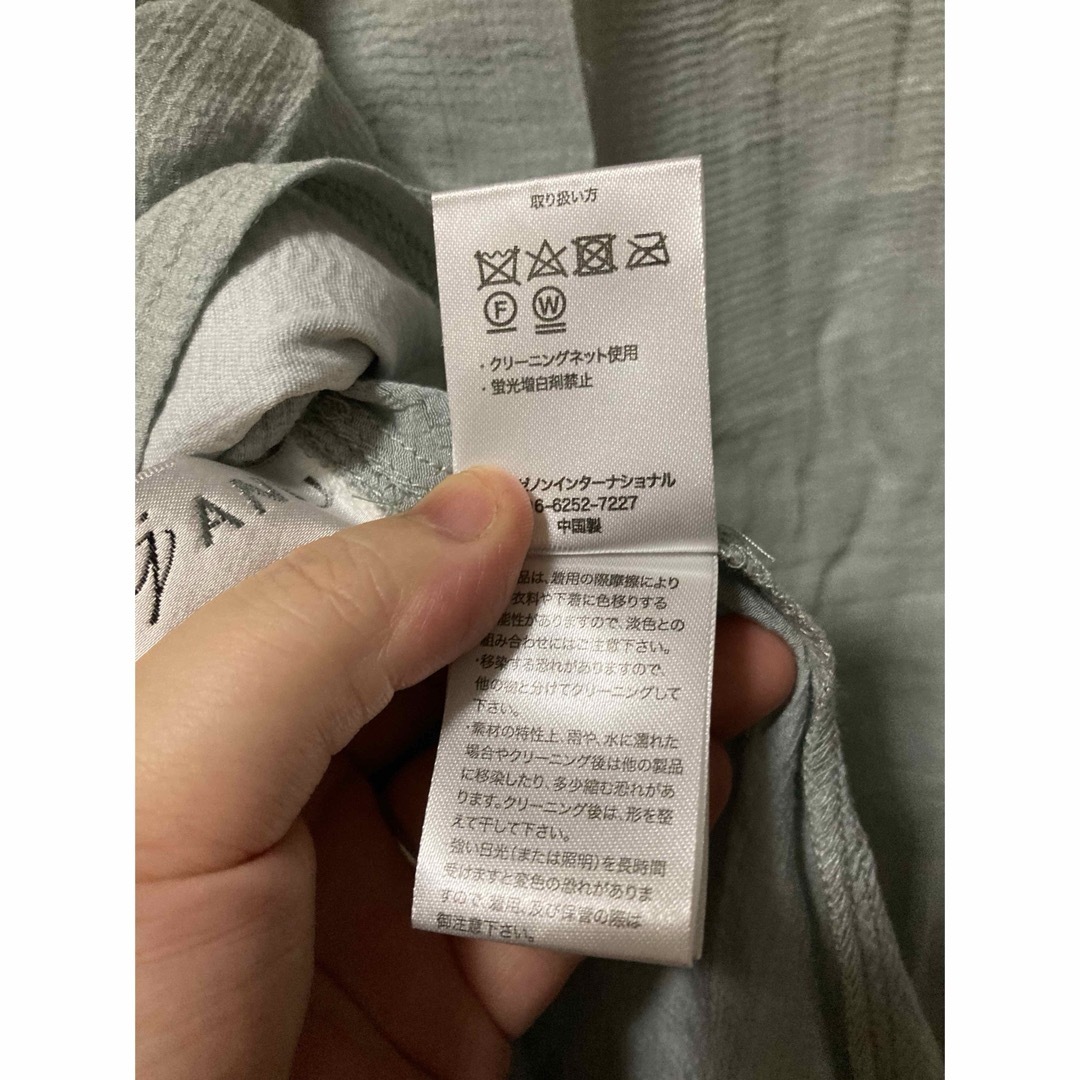 取り扱い方
F W
・クリーニングネット使用
・蛍光増白剤禁止
ゼノンインターナショナル
6-6252-7227
中国製
品は、着用の際摩擦により
衣料や下着に色移りする
能性がありますので、淡色との
組み合わせにはご注意下さい。
・移染する恐れがありますので、
他の物と分けてクリーニングして
下さい。
・素材の特性上、雨や、水に濡れた
場合やクリーニング後は他の製品
に移染したり、多少縮む恐れがあ
ります。クリーニング後は、形を整
えて干して下さい。
強い日光(または照明)を長時間
受けますと変色の恐れがありま
すので、着用、及び保管の際は
御注意下さい。